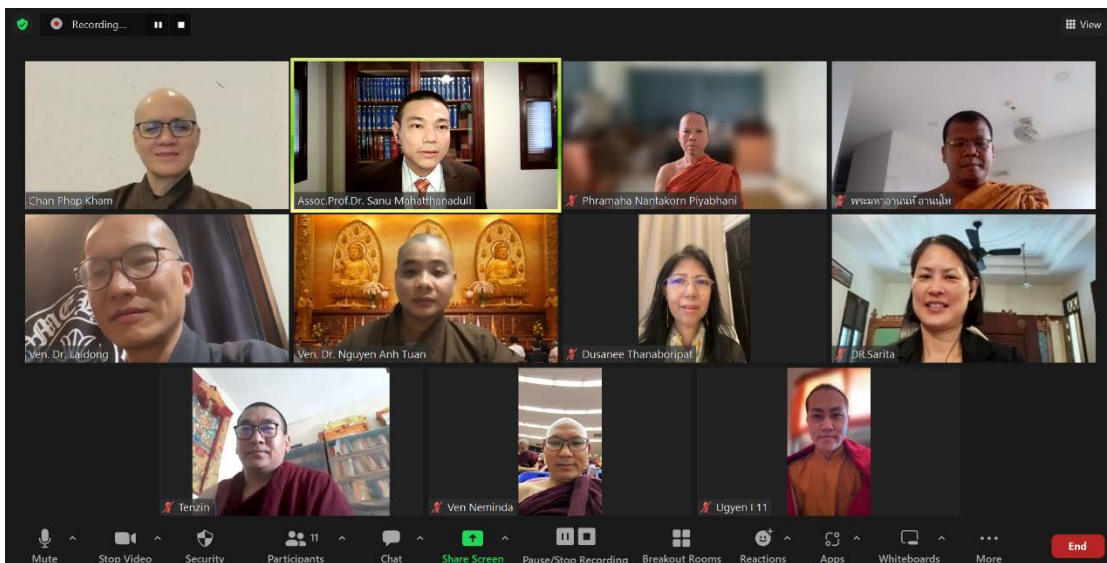 Recording...
View
Chan Phap Kham
Assoc.Prof.Dr. Sanu Mahatthanadull
Phramaha Nantakorn Piyabhani
พระมหาอานนท์ อานนฺโท
Ven. Dr. Laidong
Ven. Dr. Nguyen Anh Tuan
Dusanee Thanaboripat
DR.Sarita
Tenzin
Ven Neminda
Ugyen I 11
11
Mute
Stop Video
Security
Participants
Chat
Share Screen
Pause/Stop Recording
Breakout Rooms
Reactions
Apps
Whiteboards
More
End